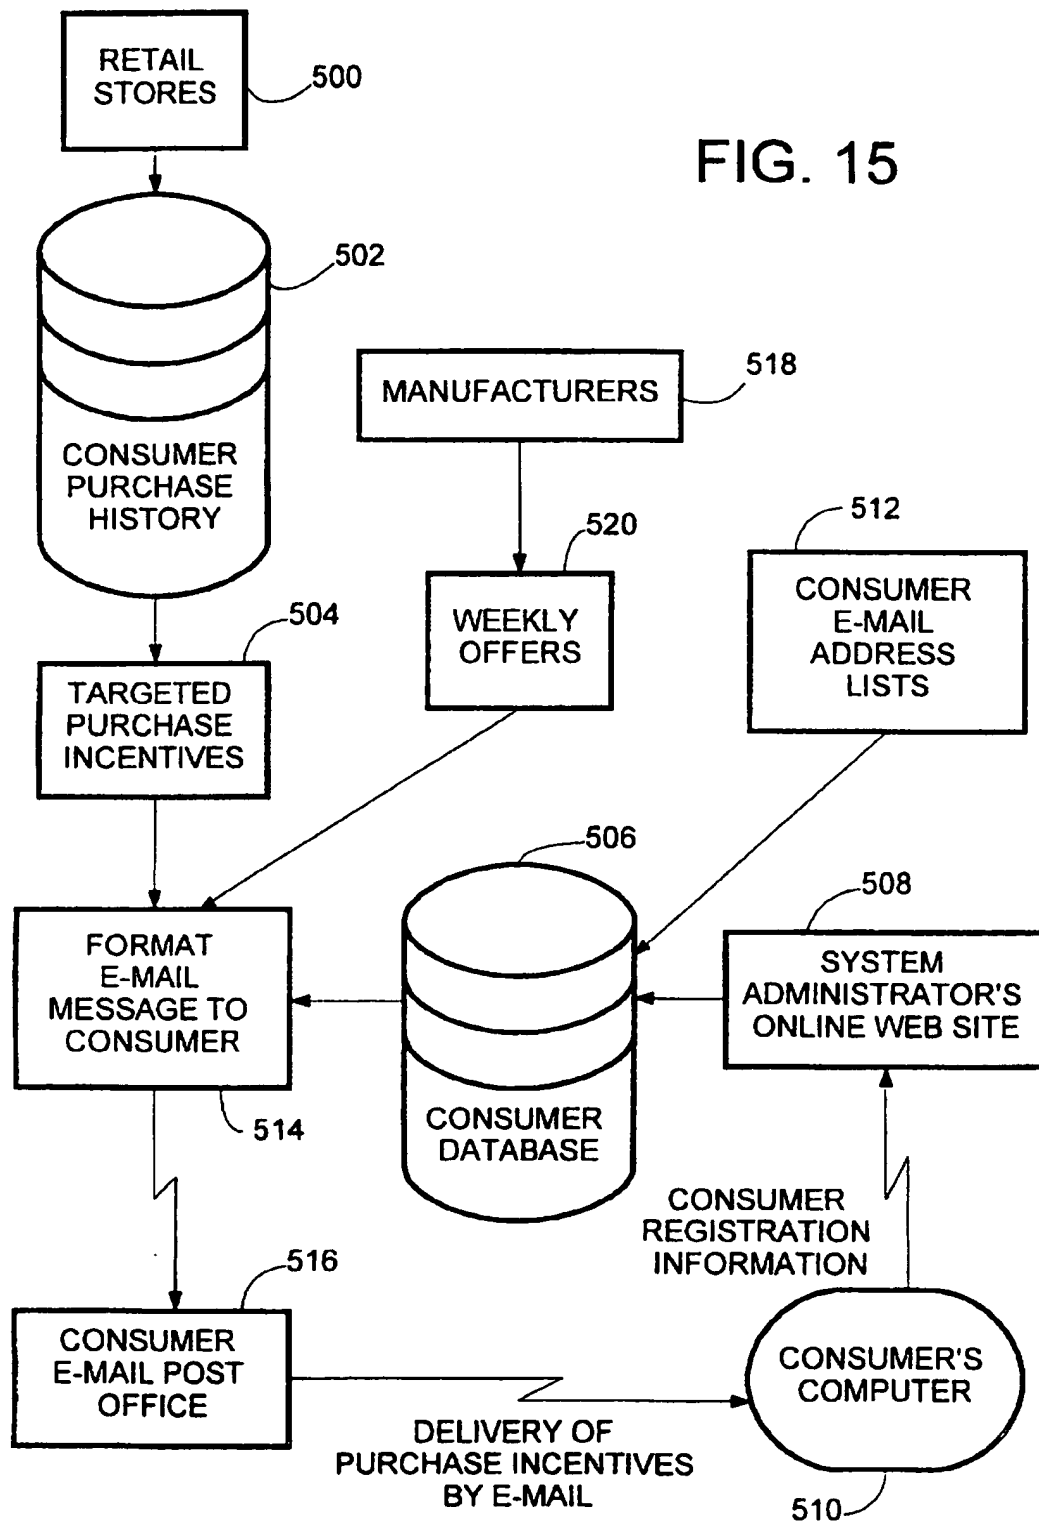 RETAIL
STORES
500
FIG. 15
502
CONSUMER
PURCHASE
HISTORY
MANUFACTURERS
518
520
512
WEEKLY
OFFERS
CONSUMER
E-MAIL
ADDRESS
LISTS
504
TARGETED
PURCHASE
INCENTIVES
506
508
FORMAT
E-MAIL
MESSAGE TO
CONSUMER
SYSTEM
ADMINISTRATOR'S
ONLINE WEB SITE
CONSUMER
DATABASE
514
CONSUMER
REGISTRATION
INFORMATION
516
CONSUMER
E-MAIL POST
OFFICE
CONSUMER'S
COMPUTER
DELIVERY OF
PURCHASE INCENTIVES
BY E-MAIL
510